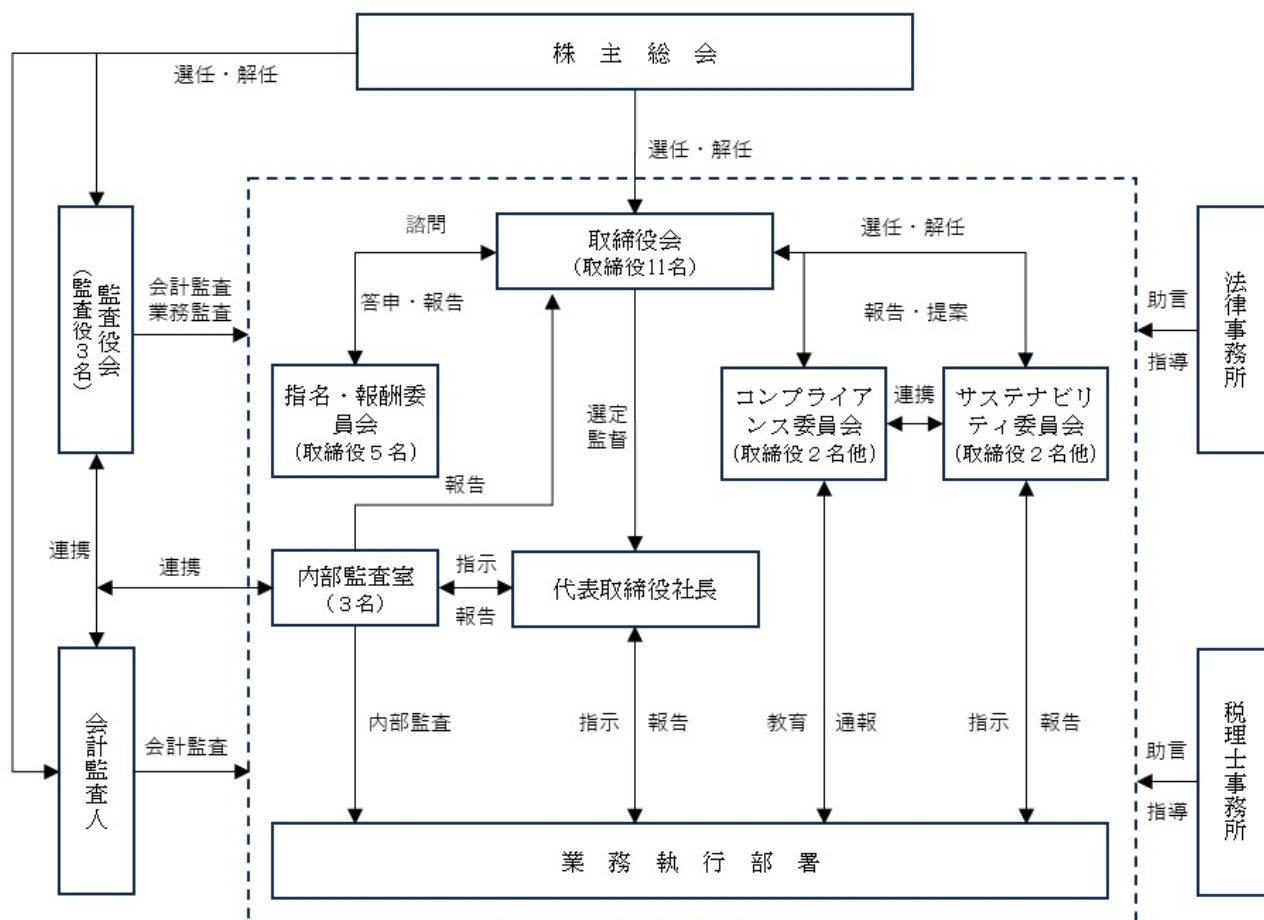 株主総会
選任・解任
選任・解任
取締役会
(取締役11名)
諮問
答申・報告
選任・解任
報告・提案
監査役会
(監査役3名)
会計監査
業務監査
法律事務所
助言
指導
指名・報酬委
員会
(取締役5名)
選定
監督
コンプライア
ンス委員会
(取締役2名他)
連携
サステナビリ
ティ委員会
(取締役2名他)
報告
連携
連携
内部監査室
(3名)
指示
報告
代表取締役社長
会計監査人
会計監査
内部監査
指示
報告
教育
通報
指示
報告
税理士事務所
助言
指導
業務執行部署